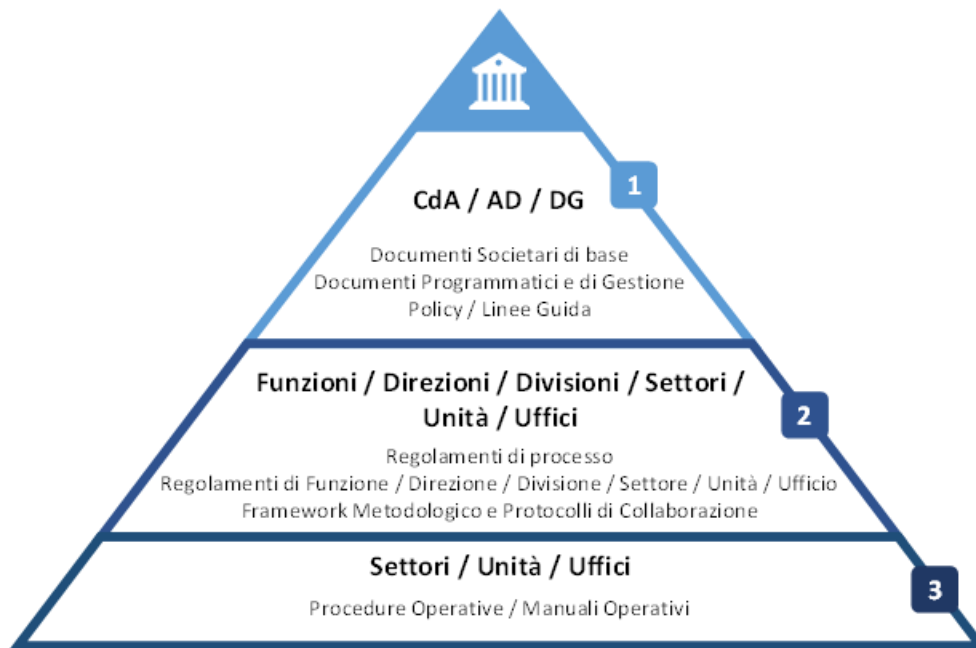 1
CdA / AD / DG
Documenti Societari di base
Documenti Programmatici e di Gestione
Policy / Linee Guida
Funzioni / Direzioni / Divisioni / Settori /
Unità / Uffici
2
Regolamenti di processo
Regolamenti di Funzione / Direzione / Divisione / Settore / Unità / Ufficio
Framework Metodologico e Protocolli di Collaborazione
Settori / Unità / Uffici
3
Procedure Operative / Manuali Operativi